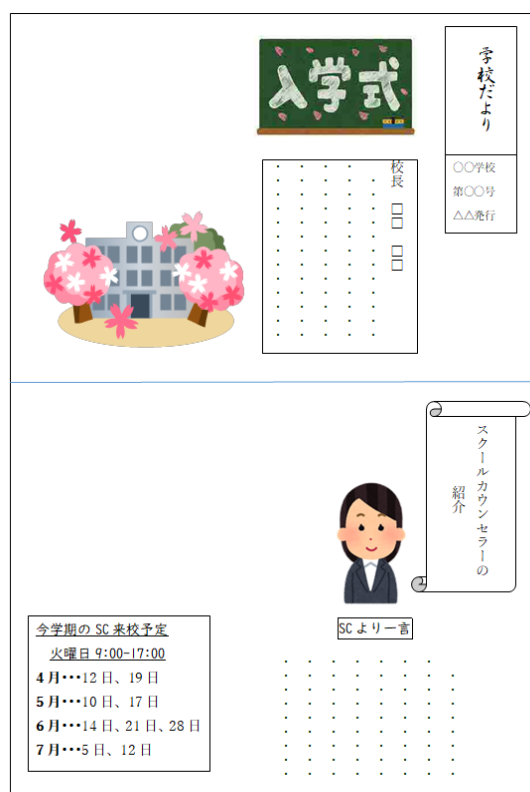 学校だより
〇〇学校
第〇〇号
△△発行
入学式
校長　□□　□□
スクールカウンセラーの
紹介
SCより一言
今学期のSC来校予定
火曜日 9:00-17:00
4月・・・12日、19日
5月・・・10日、17日
6月・・・14日、21日、28日
7月・・・5日、12日